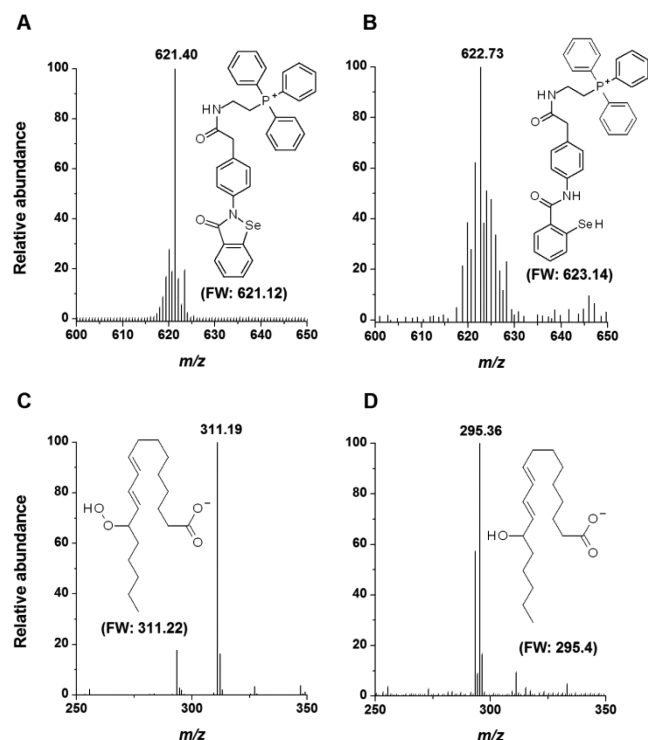 A
Relative abundance
100
80
60
40
20
0
600
610
620
630
640
650
m/z
621.40
HN
P+
O
N
Se
O
(FW: 621.12)
B
100
80
60
40
20
0
600
610
620
630
640
650
m/z
622.73
HN
P+
O
NH
O
SeH
(FW: 623.14)
C
Relative abundance
100
80
60
40
20
0
250
300
350
m/z
311.19
HO
O
O−
O
(FW: 311.22)
D
100
80
60
40
20
0
250
300
350
m/z
295.36
HO
O−
O
(FW: 295.4)